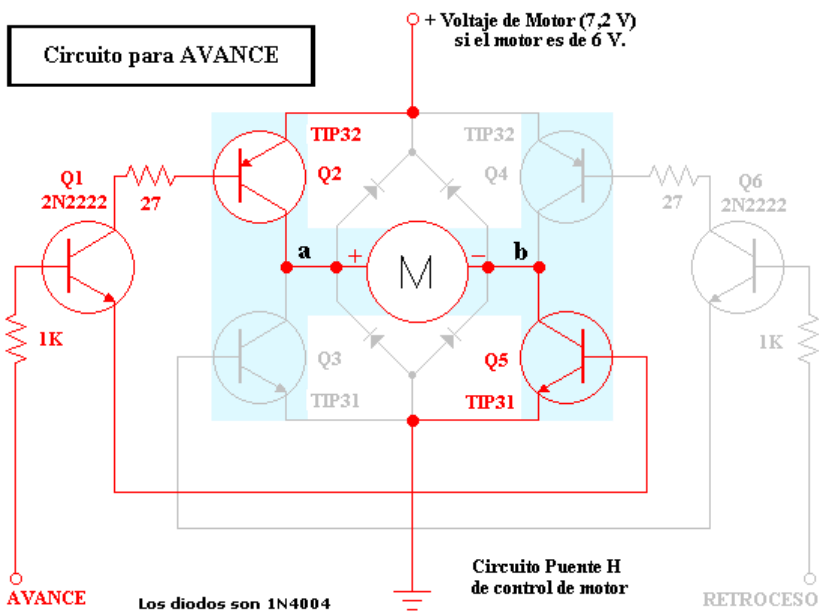 + Voltaje de Motor (7,2 V)
si el motor es de 6 V.
Circuito para AVANCE
TIP32
TIP32
Q1
2N2222
27
Q2
Q4
27
Q6
2N2222
a
b
+
M
−
1K
Q3
Q5
1K
TIP31
TIP31
Circuito Puente H
de control de motor
AVANCE
Los diodos son 1N4004
RETROCESO